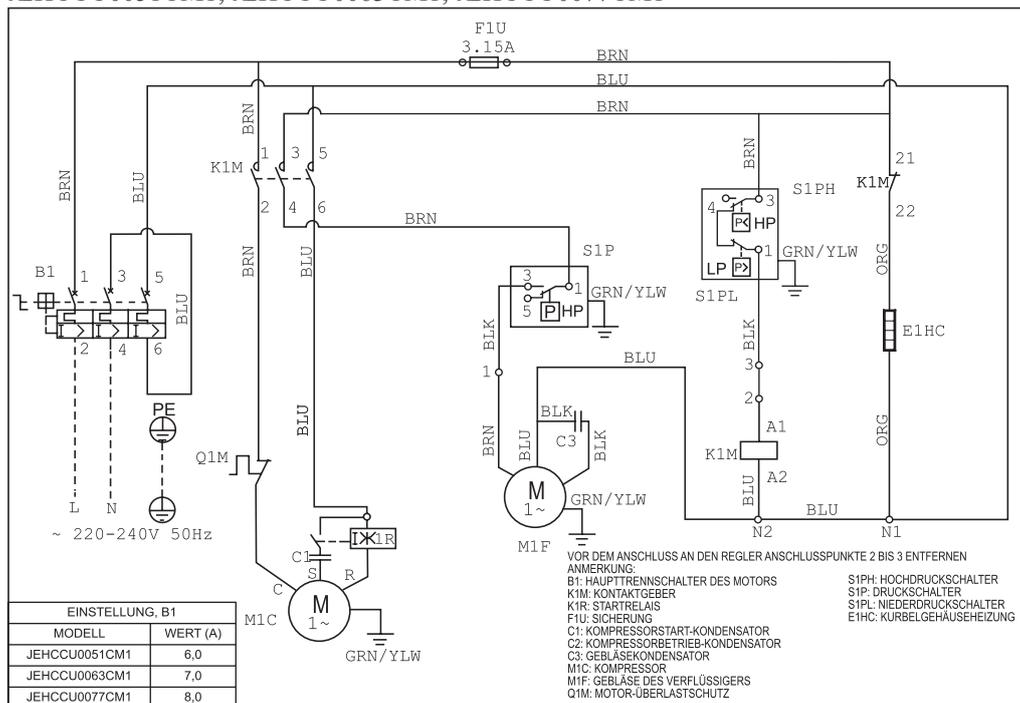 F1U
3.15A
BRN
BLU
BRN
BRN
BLU
BRN
BRN
K1M
1 3 5
2 4 6
BRN
BRN
BLU
S1PH
4 3
P< HP
1
LP P>
S1PL
GRN/YLW
21
K1M
22
ORG
B1
1 3 5
2 4 6
BLU
S1P
3 1
5
P HP
GRN/YLW
BLK
1
BLU
BLK
3
2
E1HC
ORG
PE
L N
~ 220-240V 50Hz
Q1M
BLU
BRN
BLU
BLK
C3
BLK
M
1~
GRN/YLW
M1F
A1
K1M
A2
BLU
BLU
N2 N1
1R
C1
S
R
C
M1C
M
1~
GRN/YLW
EINSTELLUNG, B1
MODELL WERT (A)
JEHCCU0051CM1 6,0
JEHCCU0063CM1 7,0
JEHCCU0077CM1 8,0
VOR DEM ANSCHLUSS AN DEN REGLER ANSCHLUSSPUNKTE 2 BIS 3 ENTFERNEN
ANMERKUNG:
B1: HAUPTTRENNSCHALTER DES MOTORS
K1M: KONTAKTGEBER
K1R: STARTRELAIS
F1U: SICHERUNG
C1: KOMPRESSORSTART-KONDENSATOR
C2: KOMPRESSORBETRIEB-KONDENSATOR
C3: GEBLÄSEKONDENSATOR
M1C: KOMPRESSOR
M1F: GEBLÄSE DES VERFLÜSSIGERS
Q1M: MOTOR-ÜBERLASTSCHUTZ
S1PH: HOCHDRUCKSCHALTER
S1P: DRUCKSCHALTER
S1PL: NIEDERDRUCKSCHALTER
E1HC: KURBELGEHÄUSEHEIZUNG